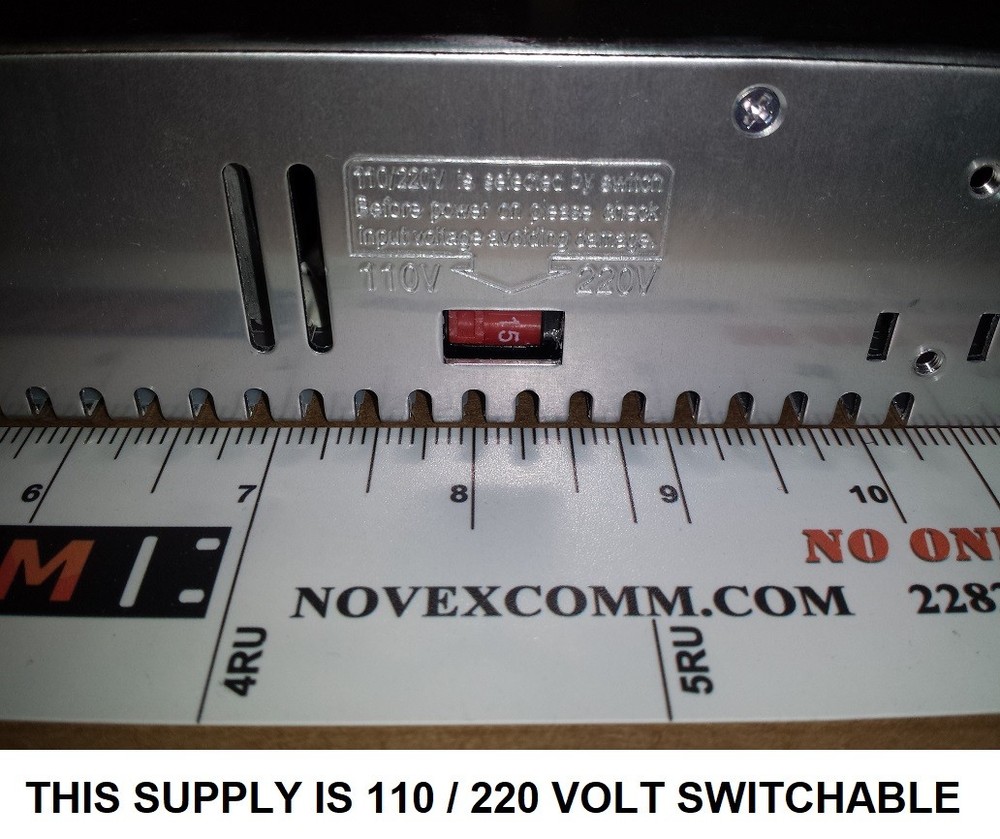 110/220V is selected by switch
Before power on please check
input voltage avoiding damage.
110V 220V
15
6 7 8 9 10
M
NO ON
NOVEXCOMM.COM 228
4RU 5RU
THIS SUPPLY IS 110 / 220 VOLT SWITCHABLE